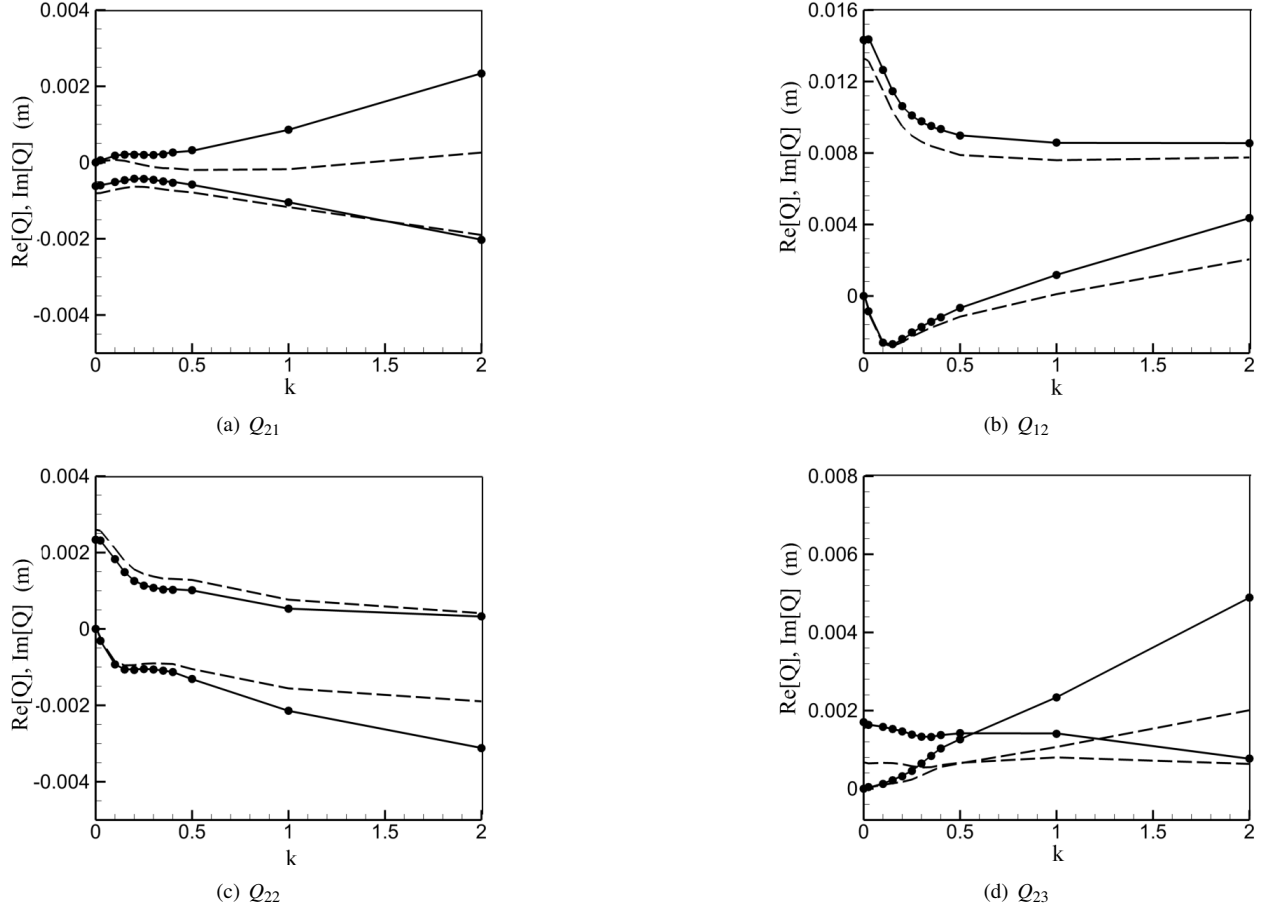 0.004
0.002
0
-0.002
-0.004
Re[Q], Im[Q] (m)
0 0.5 1 1.5 2
k
(a) Q21
0.016
0.012
0.008
0.004
0
Re[Q], Im[Q] (m)
0 0.5 1 1.5 2
k
(b) Q12
0.004
0.002
0
-0.002
-0.004
Re[Q], Im[Q] (m)
0 0.5 1 1.5 2
k
(c) Q22
0.008
0.006
0.004
0.002
0
Re[Q], Im[Q] (m)
0 0.5 1 1.5 2
k
(d) Q23